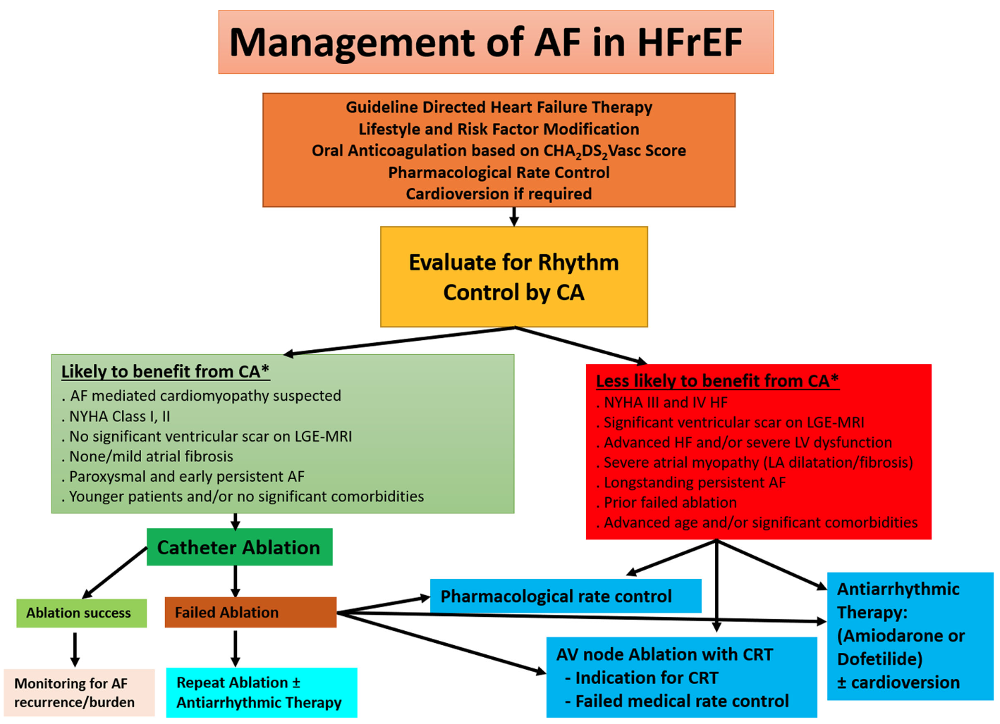 Management of AF in HFrEF
Guideline Directed Heart Failure Therapy
Lifestyle and Risk Factor Modification
Oral Anticoagulation based on CHA₂DS₂Vasc Score
Pharmacological Rate Control
Cardioversion if required
Evaluate for Rhythm
Control by CA
Likely to benefit from CA*
. AF mediated cardiomyopathy suspected
. NYHA Class I, II
. No significant ventricular scar on LGE-MRI
. None/mild atrial fibrosis
. Paroxysmal and early persistent AF
. Younger patients and/or no significant comorbidities
Less likely to benefit from CA*
. NYHA III and IV HF
. Significant ventricular scar on LGE-MRI
. Advanced HF and/or severe LV dysfunction
. Severe atrial myopathy (LA dilatation/fibrosis)
. Longstanding persistent AF
. Prior failed ablation
. Advanced age and/or significant comorbidities
Catheter Ablation
Ablation success
Failed Ablation
Pharmacological rate control
Antiarrhythmic
Therapy:
(Amiodarone or
Dofetilide)
± cardioversion
AV node Ablation with CRT
- Indication for CRT
- Failed medical rate control
Monitoring for AF
recurrence/burden
Repeat Ablation ±
Antiarrhythmic Therapy